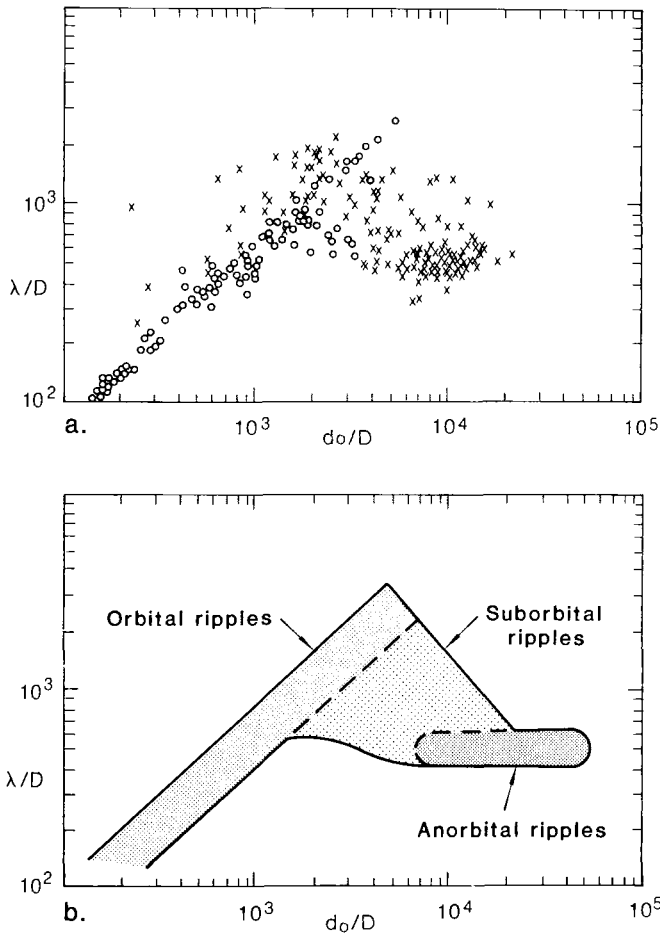 10³
λ/D
10²
a.
10³
do/D
10⁴
10⁵
Orbital ripples
Suborbital
ripples
10³
λ/D
Anorbital ripples
10²
b.
10³
do/D
10⁴
10⁵